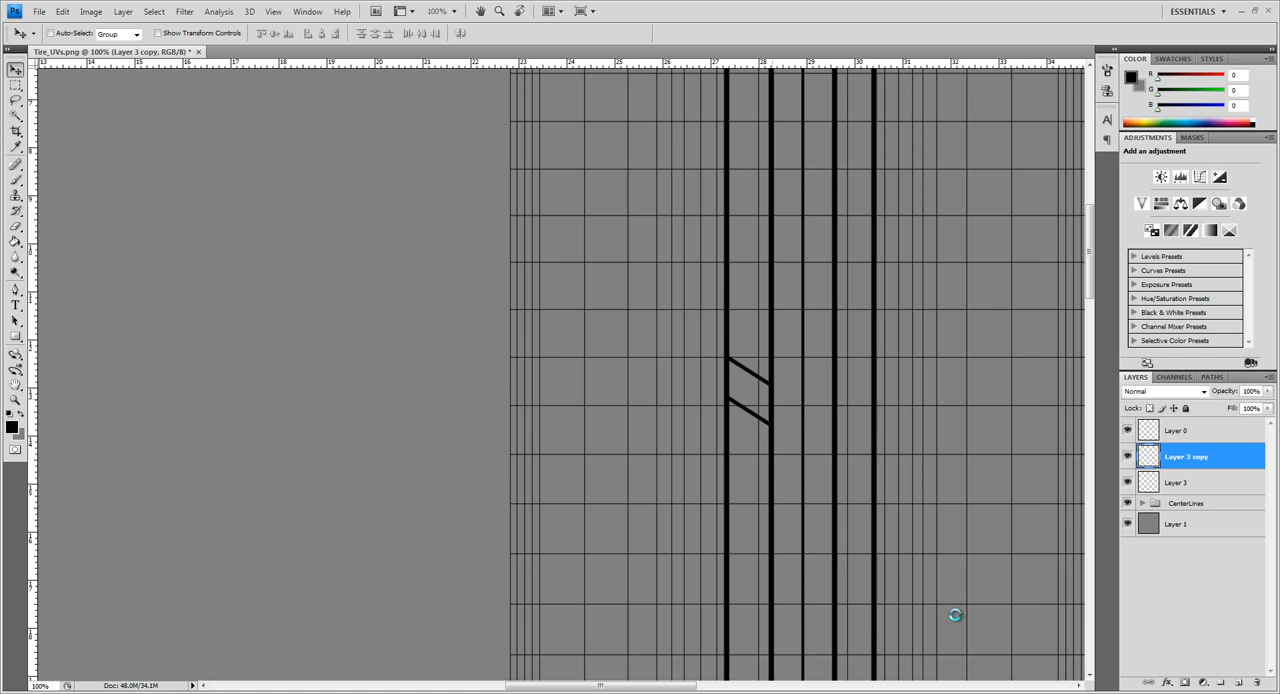 Ps File Edit Image Layer Select Filter Analysis 3D View Window Help 100% ESSENTIALS
Auto-Select: Group Show Transform Controls
Tire_UVs.png @ 100% (Layer 3 copy, RGB/8) *
13 14 15 16 17 18 19 20 21 22 23 24 25 26 27 28 29 30 31 32 33 34
COLOR SWATCHES STYLES
R 0
G 0
B 0
ADJUSTMENTS MASKS
Add an adjustment
Levels Presets
Curves Presets
Exposure Presets
Hue/Saturation Presets
Black & White Presets
Channel Mixer Presets
Selective Color Presets
LAYERS CHANNELS PATHS
Normal Opacity: 100%
Lock: Fill: 100%
Layer 0
Layer 3 copy
Layer 3
CenterLines
Layer 1
100% Doc: 48.0M/34.1M